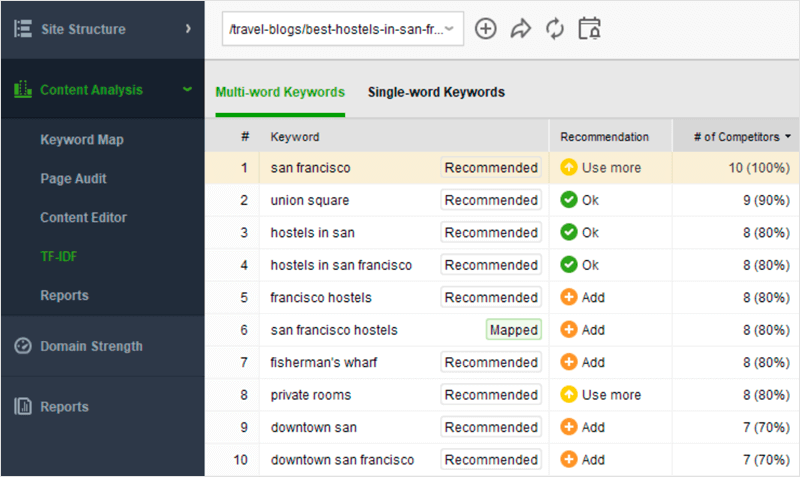 Site Structure
Content Analysis
Keyword Map
Page Audit
Content Editor
TF-IDF
Reports
Domain Strength
Reports
/travel-blogs/best-hostels-in-san-fr...
Multi-word Keywords Single-word Keywords
# Keyword Recommendation # of Competitors
1 san francisco Recommended Use more 10 (100%)
2 union square Recommended Ok 9 (90%)
3 hostels in san Recommended Ok 8 (80%)
4 hostels in san francisco Recommended Ok 8 (80%)
5 francisco hostels Recommended Add 8 (80%)
6 san francisco hostels Mapped Add 8 (80%)
7 fisherman's wharf Recommended Add 8 (80%)
8 private rooms Recommended Use more 8 (80%)
9 downtown san Recommended Add 7 (70%)
10 downtown san francisco Recommended Add 7 (70%)